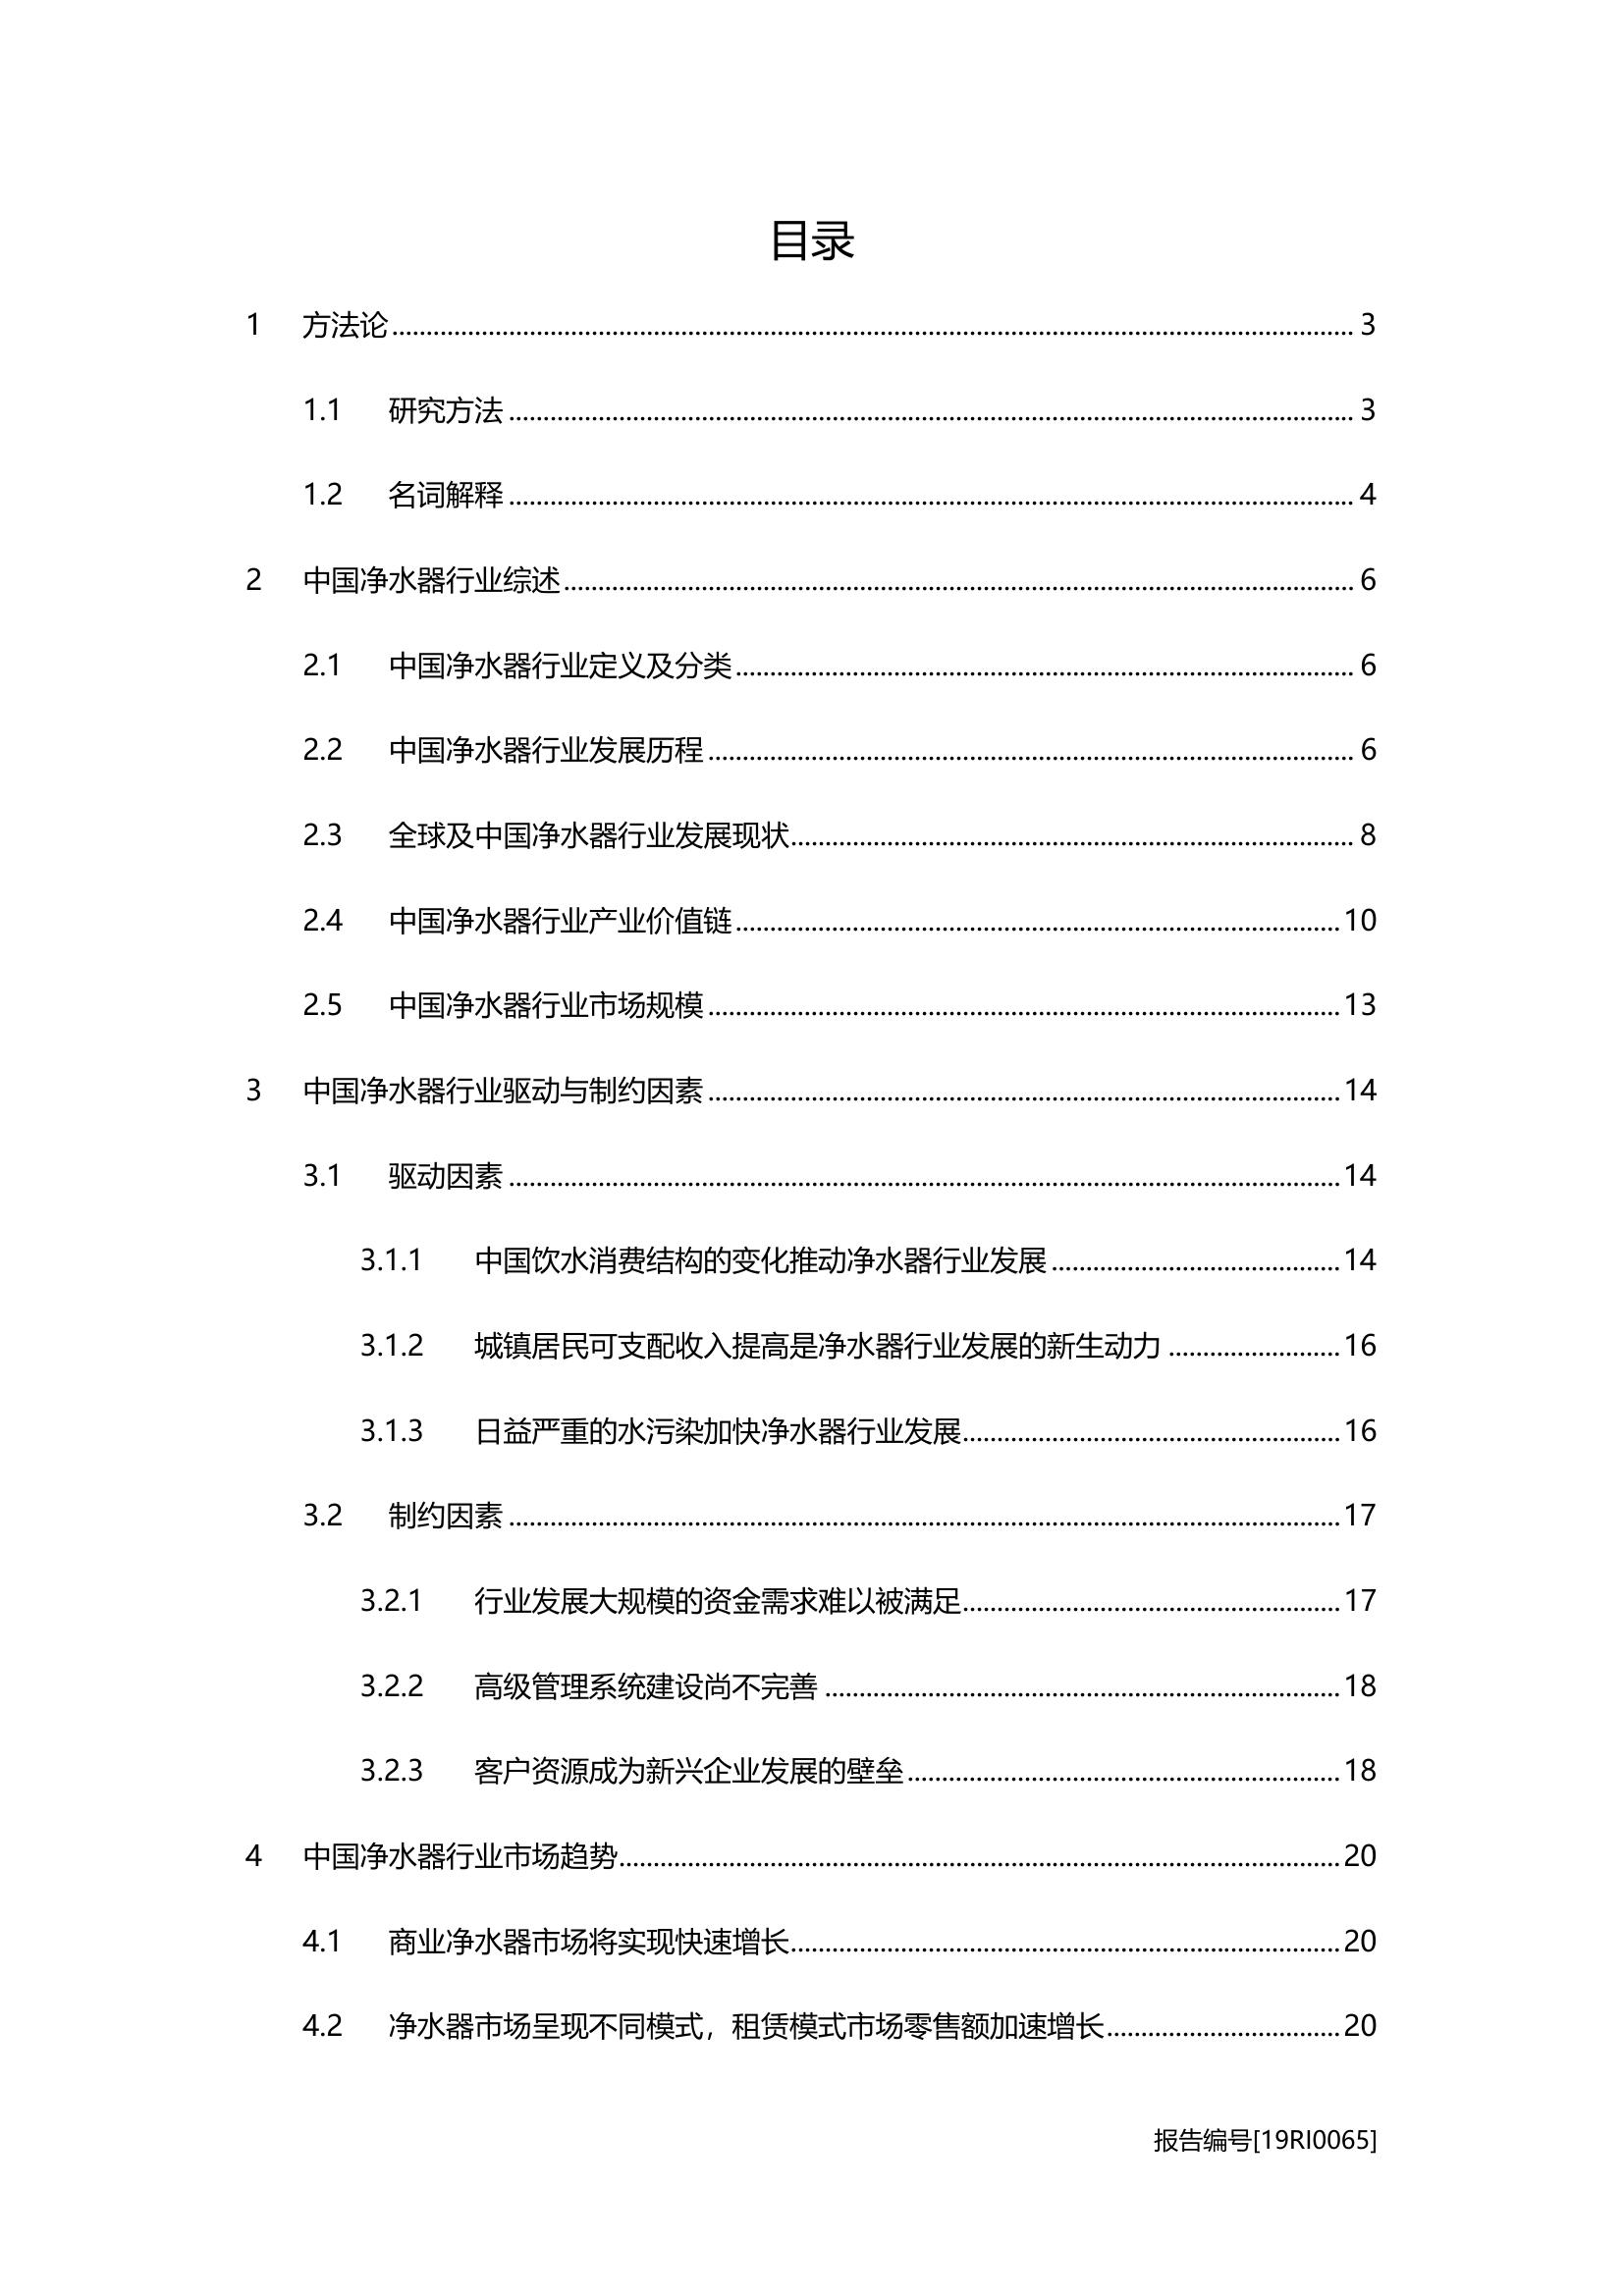 目录
1 方法论 3
1.1 研究方法 3
1.2 名词解释 4
2 中国净水器行业综述 6
2.1 中国净水器行业定义及分类 6
2.2 中国净水器行业发展历程 6
2.3 全球及中国净水器行业发展现状 8
2.4 中国净水器行业产业价值链 10
2.5 中国净水器行业市场规模 13
3 中国净水器行业驱动与制约因素 14
3.1 驱动因素 14
3.1.1 中国饮水消费结构的变化推动净水器行业发展 14
3.1.2 城镇居民可支配收入提高是净水器行业发展的新生动力 16
3.1.3 日益严重的水污染加快净水器行业发展 16
3.2 制约因素 17
3.2.1 行业发展大规模的资金需求难以被满足 17
3.2.2 高级管理系统建设尚不完善 18
3.2.3 客户资源成为新兴企业发展的壁垒 18
4 中国净水器行业市场趋势 20
4.1 商业净水器市场将实现快速增长 20
4.2 净水器市场呈现不同模式，租赁模式市场零售额加速增长 20
报告编号[19RI0065]